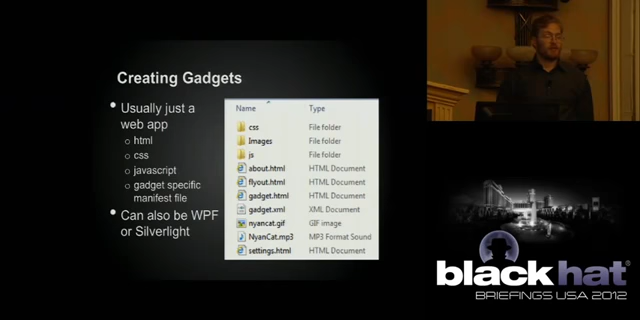 Creating Gadgets
• Usually just a
web app
o html
o css
o javascript
o gadget specific
manifest file
• Can also be WPF
or Silverlight
Name Type
css File folder
Images File folder
js File folder
about.html HTML Document
flyout.html HTML Document
gadget.html HTML Document
gadget.xml XML Document
nyancat.gif GIF image
NyanCat.mp3 MP3 Format Sound
settings.html HTML Document
black hat®
BRIEFINGS USA 2012